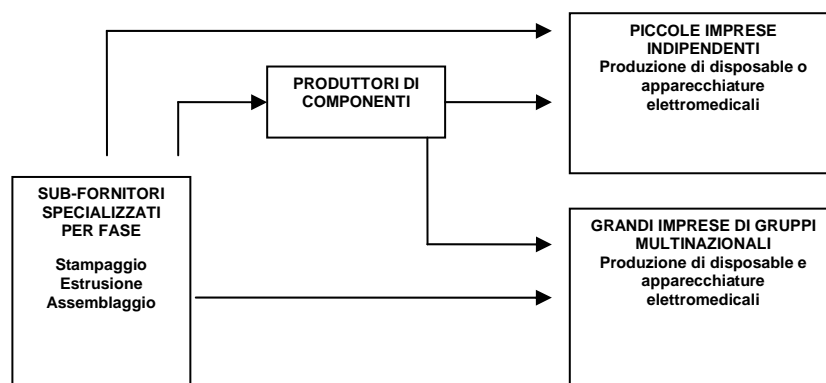 PICCOLE IMPRESE
INDIPENDENTI
Produzione di disposable o
apparecchiature
elettromedicali
PRODUTTORI DI
COMPONENTI
SUB-FORNITORI
SPECIALIZZATI
PER FASE
Stampaggio
Estrusione
Assemblaggio
GRANDI IMPRESE DI GRUPPI
MULTINAZIONALI
Produzione di disposable e
apparecchiature
elettromedicali